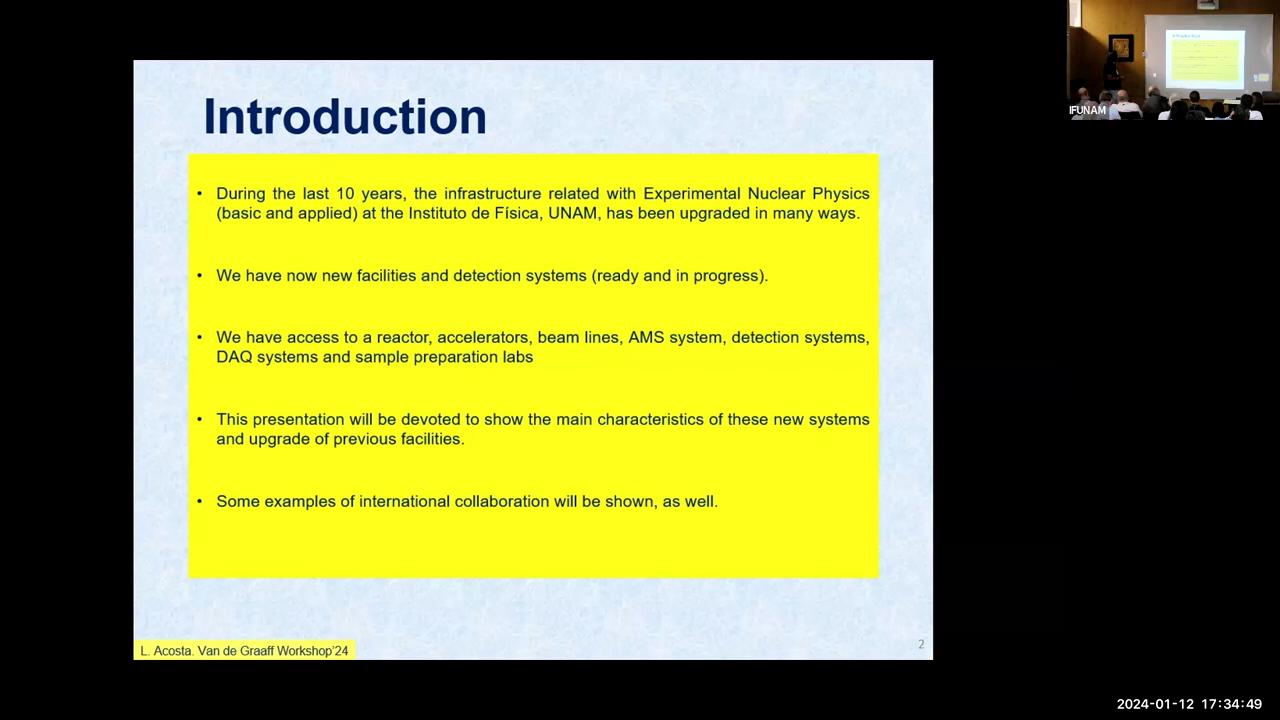 IFUNAM
Introduction
• During the last 10 years, the infrastructure related with Experimental Nuclear Physics
(basic and applied) at the Instituto de Física, UNAM, has been upgraded in many ways.
• We have now new facilities and detection systems (ready and in progress).
• We have access to a reactor, accelerators, beam lines, AMS system, detection systems,
DAQ systems and sample preparation labs
• This presentation will be devoted to show the main characteristics of these new systems
and upgrade of previous facilities.
• Some examples of international collaboration will be shown, as well.
L. Acosta. Van de Graaff Workshop'24
2
2024-01-12 17:34:49